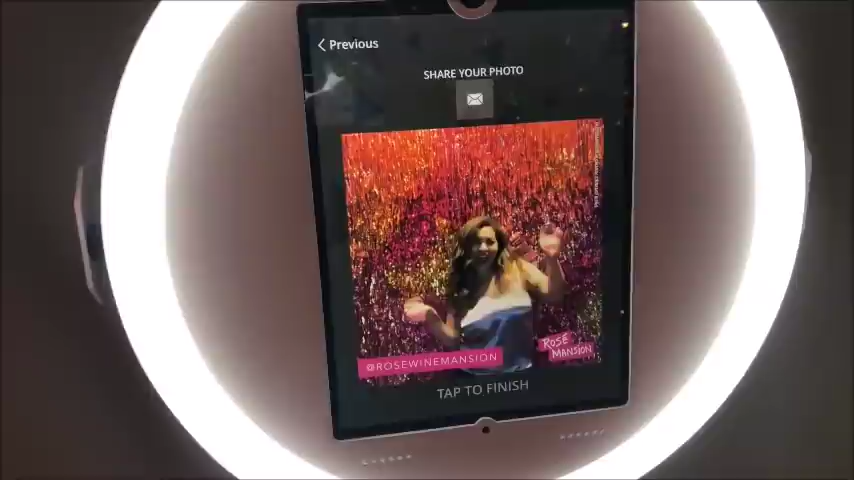 Previous
SHARE YOUR PHOTO
@ROSEWINEMANSION
ROSÉ
MANSION
TAP TO FINISH